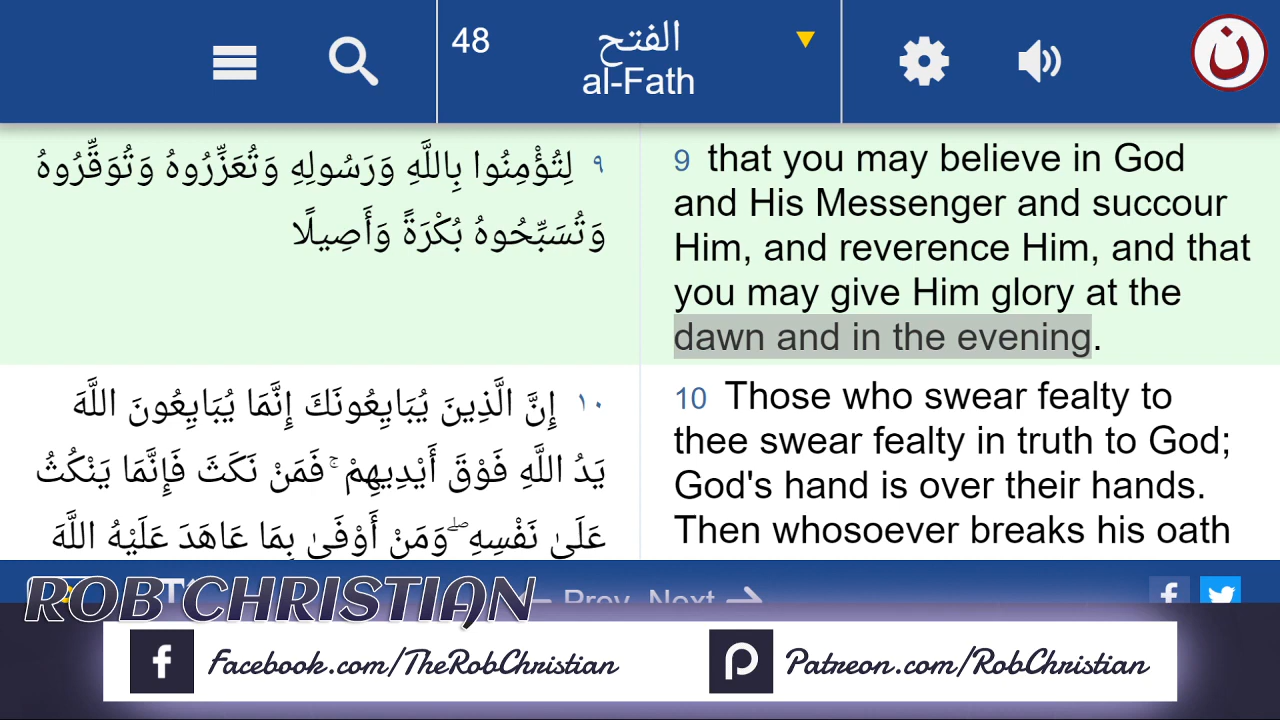 48
الفتح
al-Fath
ن
٩ لِتُؤْمِنُوا بِاللَّهِ وَرَسُولِهِ وَتُعَزِّرُوهُ وَتُوَقِّرُوهُ
وَتُسَبِّحُوهُ بُكْرَةً وَأَصِيلًا
9 that you may believe in God
and His Messenger and succour
Him, and reverence Him, and that
you may give Him glory at the
dawn and in the evening.
١٠ إِنَّ الَّذِينَ يُبَايِعُونَكَ إِنَّمَا يُبَايِعُونَ اللَّهَ
يَدُ اللَّهِ فَوْقَ أَيْدِيهِمْ ۚ فَمَنْ نَكَثَ فَإِنَّمَا يَنْكُثُ
عَلَىٰ نَفْسِهِ ۖ وَمَنْ أَوْفَىٰ بِمَا عَاهَدَ عَلَيْهُ اللَّهَ
10 Those who swear fealty to
thee swear fealty in truth to God;
God's hand is over their hands.
Then whosoever breaks his oath
Prev Next
ROB CHRISTIAN
Facebook.com/TheRobChristian
Patreon.com/RobChristian